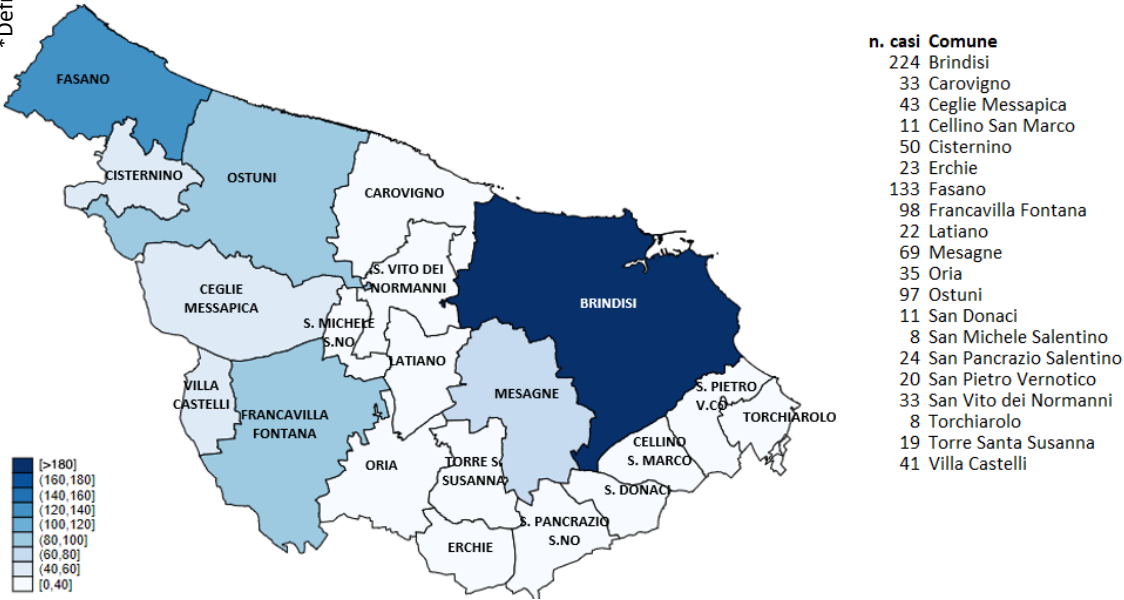 *Defi
FASANO
CISTERNINO
OSTUNI
CAROVIGNO
S. VITO DEI
NORMANNI
CEGLIE
MESSAPICA
BRINDISI
S. MICHELE
S.NO
LATIANO
VILLA
CASTELLI
MESAGNE
S. PIETRO
V.CO
FRANCAVILLA
FONTANA
TORCHIAROLO
CELLINO
S. MARCO
ORIA
TORRE S.
SUSANNA
S. DONACI
S. PANCRAZIO
S.NO
ERCHIE
[>180]
(160,180]
(140,160]
(120,140]
(100,120]
(80,100]
(60,80]
(40,60]
[0,40]
n. casi Comune
224 Brindisi
33 Carovigno
43 Ceglie Messapica
11 Cellino San Marco
50 Cisternino
23 Erchie
133 Fasano
98 Francavilla Fontana
22 Latiano
69 Mesagne
35 Oria
97 Ostuni
11 San Donaci
8 San Michele Salentino
24 San Pancrazio Salentino
20 San Pietro Vernotico
33 San Vito dei Normanni
8 Torchiarolo
19 Torre Santa Susanna
41 Villa Castelli